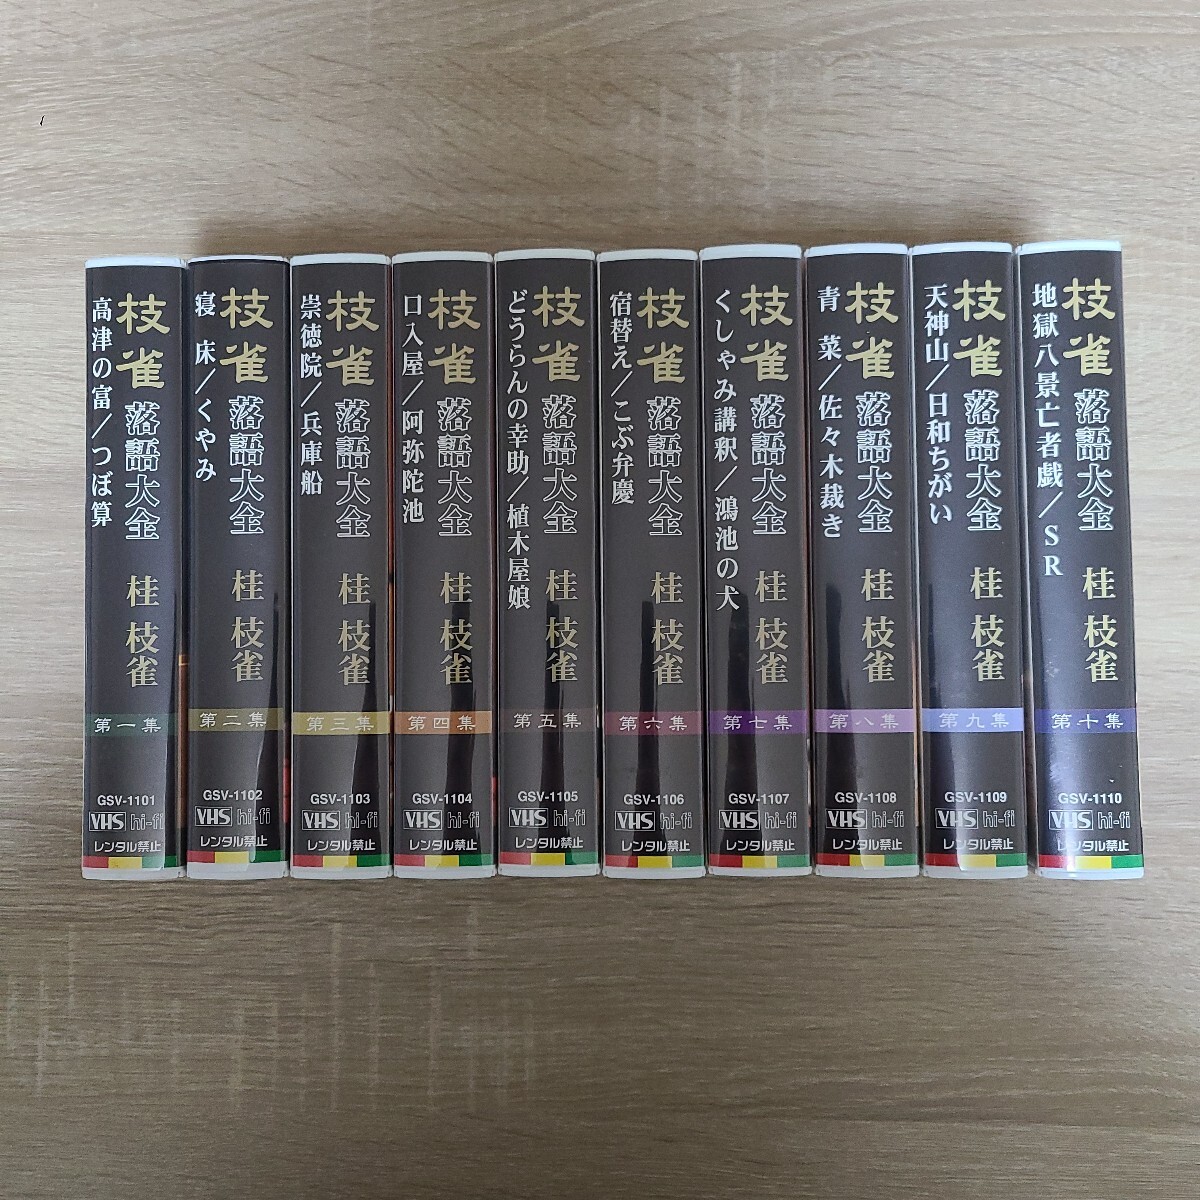 枝雀落語大全 桂 枝雀
高津の富／つぼ算
第一集
GSV-1101
VHS hi-fi
レンタル禁止
枝雀落語大全 桂 枝雀
寝 床／くやみ
第二集
GSV-1102
VHS hi-fi
レンタル禁止
枝雀落語大全 桂 枝雀
崇徳院／兵庫船
第三集
GSV-1103
VHS hi-fi
レンタル禁止
枝雀落語大全 桂 枝雀
口入屋／阿弥陀池
第四集
GSV-1104
VHS hi-fi
レンタル禁止
枝雀落語大全 桂 枝雀
どうらんの幸助／植木屋娘
第五集
GSV-1105
VHS hi-fi
レンタル禁止
枝雀落語大全 桂 枝雀
宿替え／こぶ弁慶
第六集
GSV-1106
VHS hi-fi
レンタル禁止
枝雀落語大全 桂 枝雀
くしゃみ講釈／鴻池の犬
第七集
GSV-1107
VHS hi-fi
レンタル禁止
枝雀落語大全 桂 枝雀
青 菜／佐々木裁き
第八集
GSV-1108
VHS hi-fi
レンタル禁止
枝雀落語大全 桂 枝雀
天神山／日和ちがい
第九集
GSV-1109
VHS hi-fi
レンタル禁止
枝雀落語大全 桂 枝雀
地獄八景亡者戯／ＳＲ
第十集
GSV-1110
VHS hi-fi
レンタル禁止